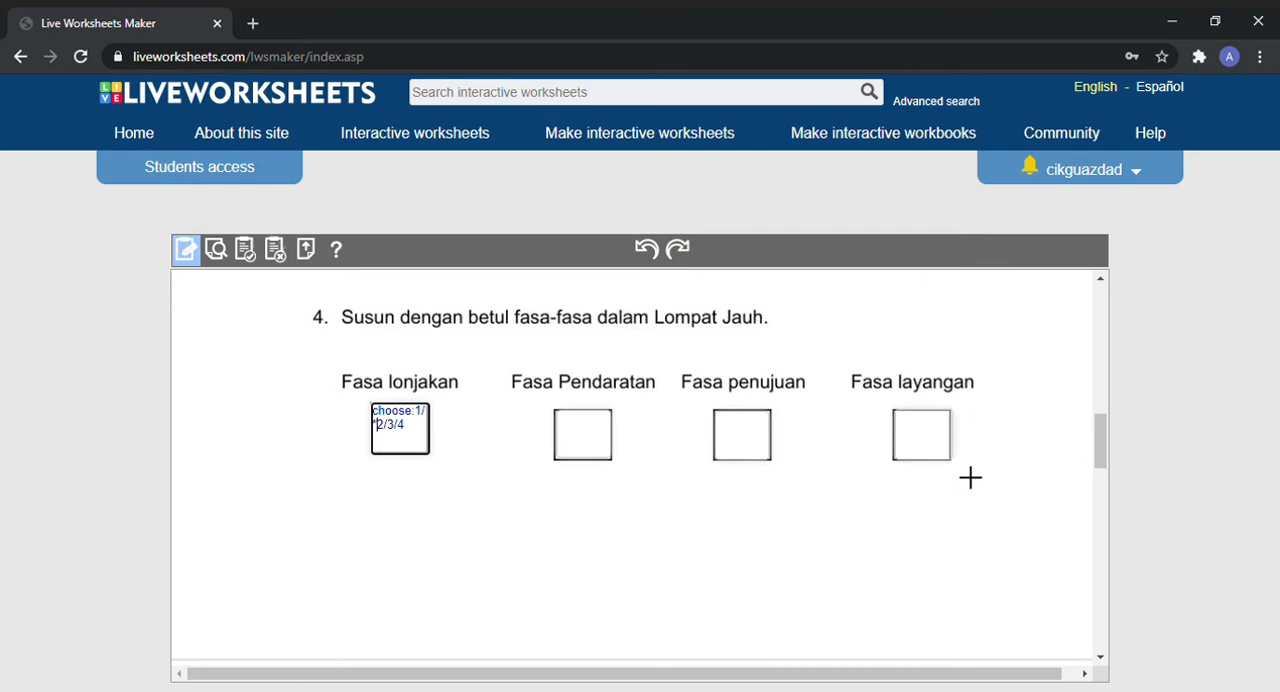 Live Worksheets Maker
liveworksheets.com/lwsmaker/index.asp
A
LIVEWORKSHEETS
Search interactive worksheets
Advanced search
English - Español
Home About this site Interactive worksheets Make interactive worksheets Make interactive workbooks Community Help
Students access
cikguazdad
?
4. Susun dengan betul fasa-fasa dalam Lompat Jauh.
Fasa lonjakan Fasa Pendaratan Fasa penujuan Fasa layangan
choose:1/
*2/3/4